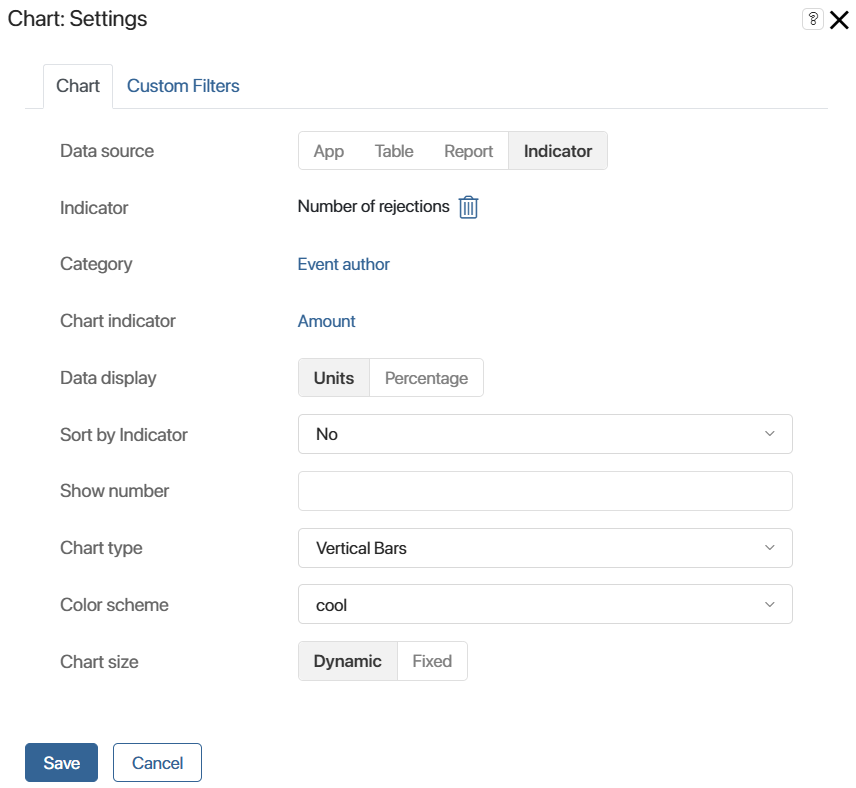 Chart: Settings ?
Chart Custom Filters
Data source App Table Report Indicator
Indicator Number of rejections
Category Event author
Chart indicator Amount
Data display Units Percentage
Sort by Indicator No
Show number
Chart type Vertical Bars
Color scheme cool
Chart size Dynamic Fixed
Save Cancel